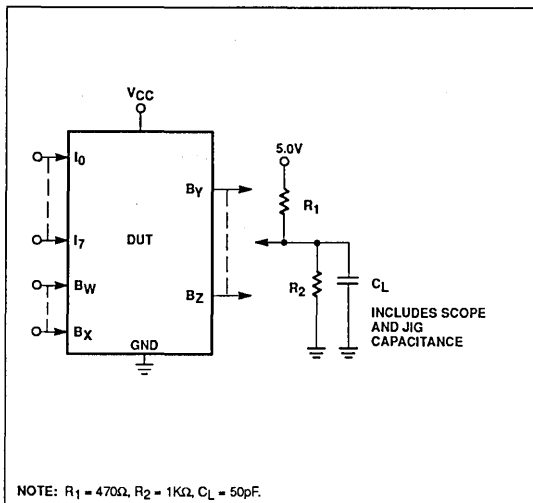 VCC
5.0V
I0
BY
R1
I7
DUT
BW
BZ
R2
CL
BX
GND
INCLUDES SCOPE
AND JIG
CAPACITANCE
NOTE: R1 = 470Ω, R2 = 1KΩ, CL = 50pF.